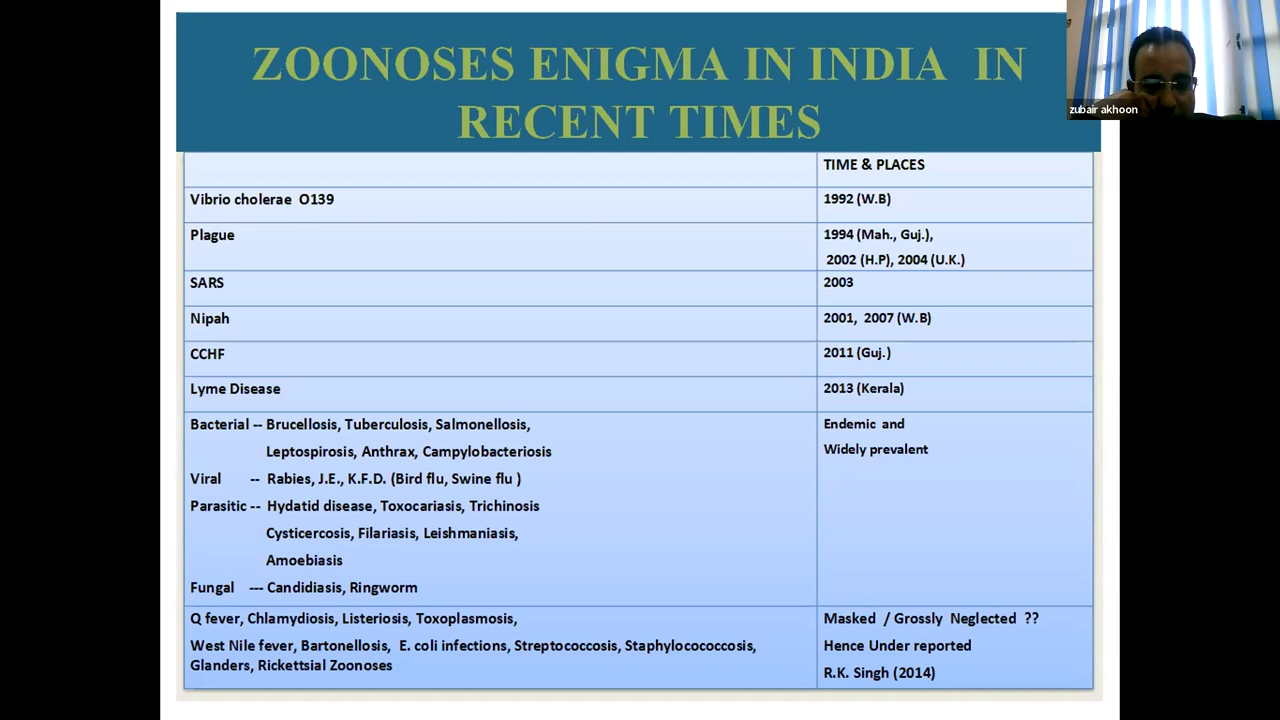 ZOONOSES ENIGMA IN INDIA IN
RECENT TIMES
zubair akhoon
TIME & PLACES
Vibrio cholerae O139
1992 (W.B)
Plague
1994 (Mah., Guj.),
2002 (H.P), 2004 (U.K.)
SARS
2003
Nipah
2001, 2007 (W.B)
CCHF
2011 (Guj.)
Lyme Disease
2013 (Kerala)
Bacterial -- Brucellosis, Tuberculosis, Salmonellosis,
Leptospirosis, Anthrax, Campylobacteriosis
Viral -- Rabies, J.E., K.F.D. (Bird flu, Swine flu )
Parasitic -- Hydatid disease, Toxocariasis, Trichinosis
Cysticercosis, Filariasis, Leishmaniasis,
Amoebiasis
Fungal --- Candidiasis, Ringworm
Endemic and
Widely prevalent
Q fever, Chlamydiosis, Listeriosis, Toxoplasmosis,
West Nile fever, Bartonellosis, E. coli infections, Streptococcosis, Staphylocococcosis,
Glanders, Rickettsial Zoonoses
Masked / Grossly Neglected ??
Hence Under reported
R.K. Singh (2014)